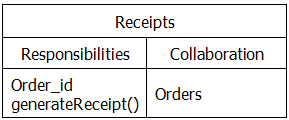 Receipts
Responsibilities
Collaboration
Order_id
generateReceipt()
Orders